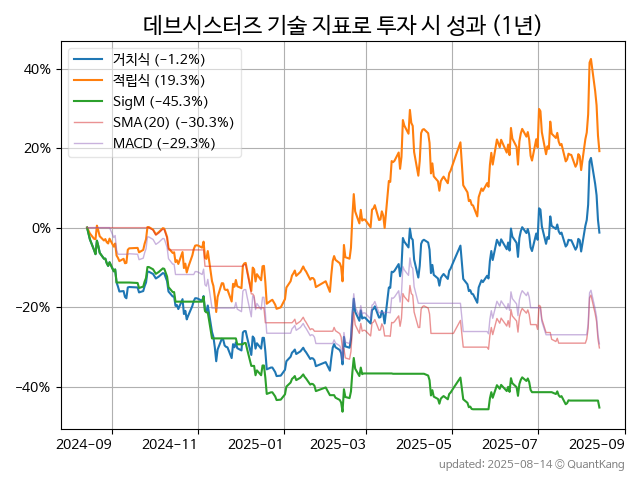 데브시스터즈 기술 지표로 투자 시 성과 (1년)
거치식 (−1.2%)
적립식 (19.3%)
SigM (−45.3%)
SMA(20) (−30.3%)
MACD (−29.3%)
40%
20%
0%
−20%
−40%
2024-09 2024-11 2025-01 2025-03 2025-05 2025-07 2025-09
updated: 2025-08-14 © QuantKang